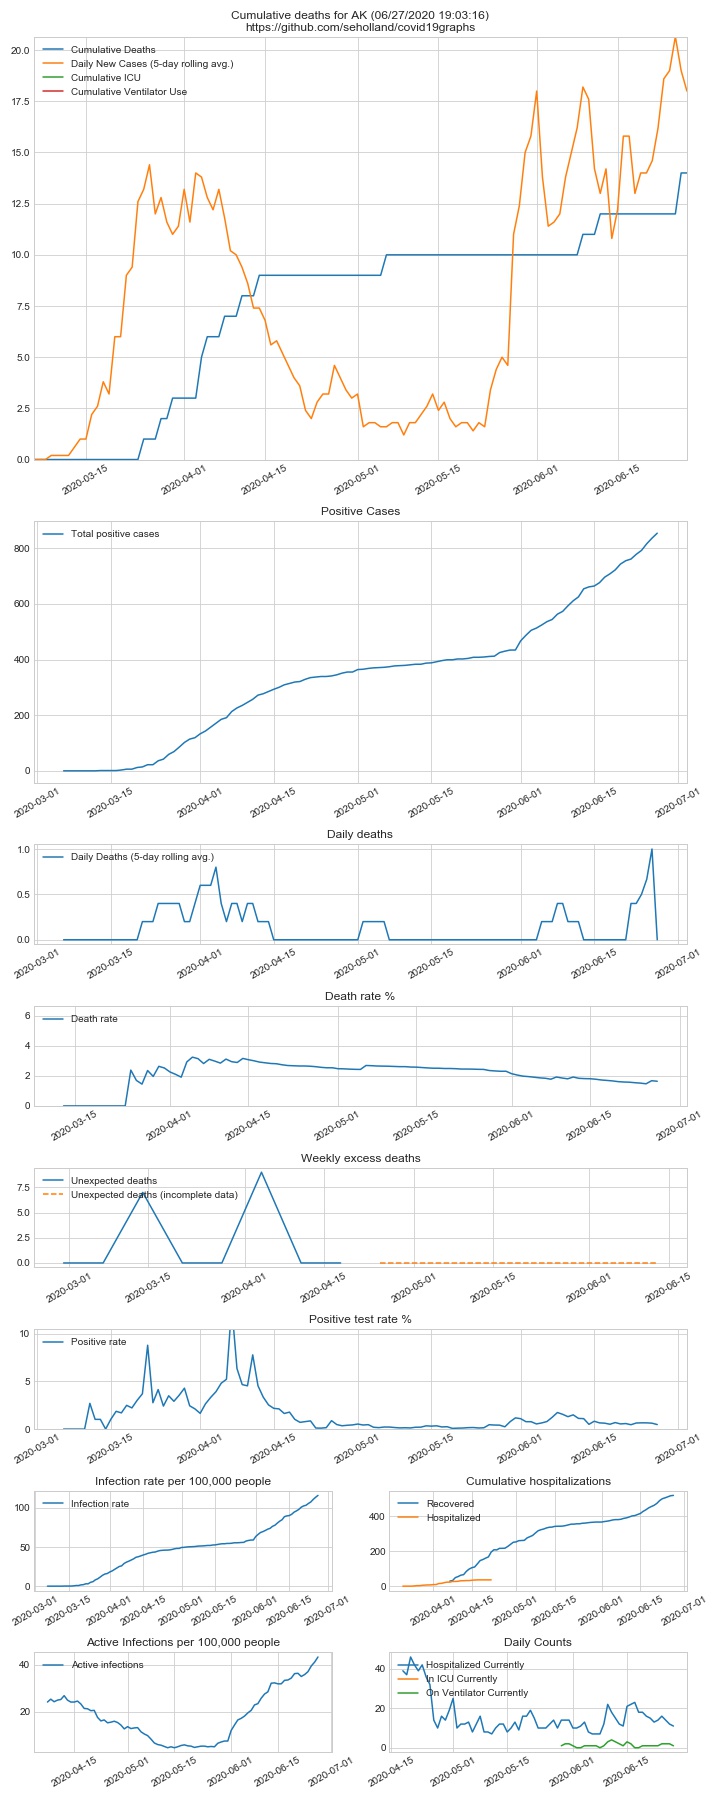 Cumulative deaths for AK (06/27/2020 19:03:16)
https://github.com/seholland/covid19graphs
Cumulative Deaths
Daily New Cases (5-day rolling avg.)
Cumulative ICU
Cumulative Ventilator Use
20.0
17.5
15.0
12.5
10.0
7.5
5.0
2.5
0.0
2020-03-15 2020-04-01 2020-04-15 2020-05-01 2020-05-15 2020-06-01 2020-06-15
Positive Cases
Total positive cases
800
600
400
200
0
2020-03-01 2020-03-15 2020-04-01 2020-04-15 2020-05-01 2020-05-15 2020-06-01 2020-06-15 2020-07-01
Daily deaths
Daily Deaths (5-day rolling avg.)
1.0
0.5
0.0
2020-03-01 2020-03-15 2020-04-01 2020-04-15 2020-05-01 2020-05-15 2020-06-01 2020-06-15 2020-07-01
Death rate %
Death rate
6
4
2
0
2020-03-15 2020-04-01 2020-04-15 2020-05-01 2020-05-15 2020-06-01 2020-06-15 2020-07-01
Weekly excess deaths
Unexpected deaths
Unexpected deaths (incomplete data)
7.5
5.0
2.5
0.0
2020-03-01 2020-03-15 2020-04-01 2020-04-15 2020-05-01 2020-05-15 2020-06-01 2020-06-15
Positive test rate %
Positive rate
10
5
0
2020-03-01 2020-03-15 2020-04-01 2020-04-15 2020-05-01 2020-05-15 2020-06-01 2020-06-15 2020-07-01
Infection rate per 100,000 people
Infection rate
100
50
0
2020-03-01 2020-03-15 2020-04-01 2020-04-15 2020-05-01 2020-05-15 2020-06-01 2020-06-15 2020-07-01
Cumulative hospitalizations
Recovered
Hospitalized
400
200
0
2020-04-01 2020-04-15 2020-05-01 2020-05-15 2020-06-01 2020-06-15 2020-07-01
Active Infections per 100,000 people
Active infections
40
20
2020-04-15 2020-05-01 2020-05-15 2020-06-01 2020-06-15 2020-07-01
Daily Counts
Hospitalized Currently
In ICU Currently
On Ventilator Currently
40
20
0
2020-04-15 2020-05-01 2020-05-15 2020-06-01 2020-06-15